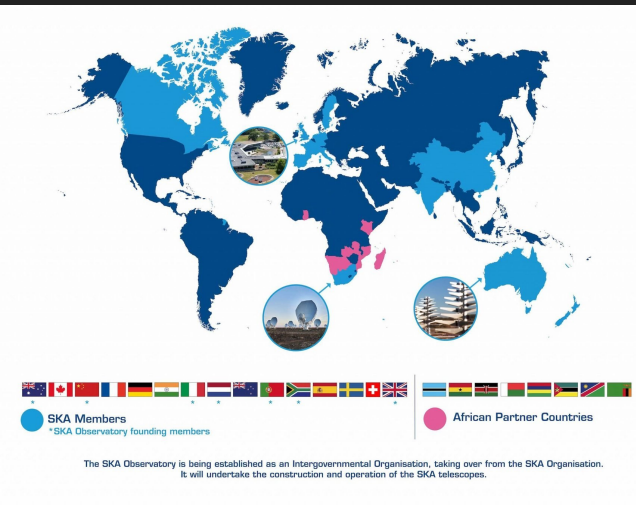 SKA Members
*SKA Observatory founding members
African Partner Countries
The SKA Observatory is being established as an Intergovernmental Organisation, taking over from the SKA Organisation.
It will undertake the construction and operation of the SKA telescopes.